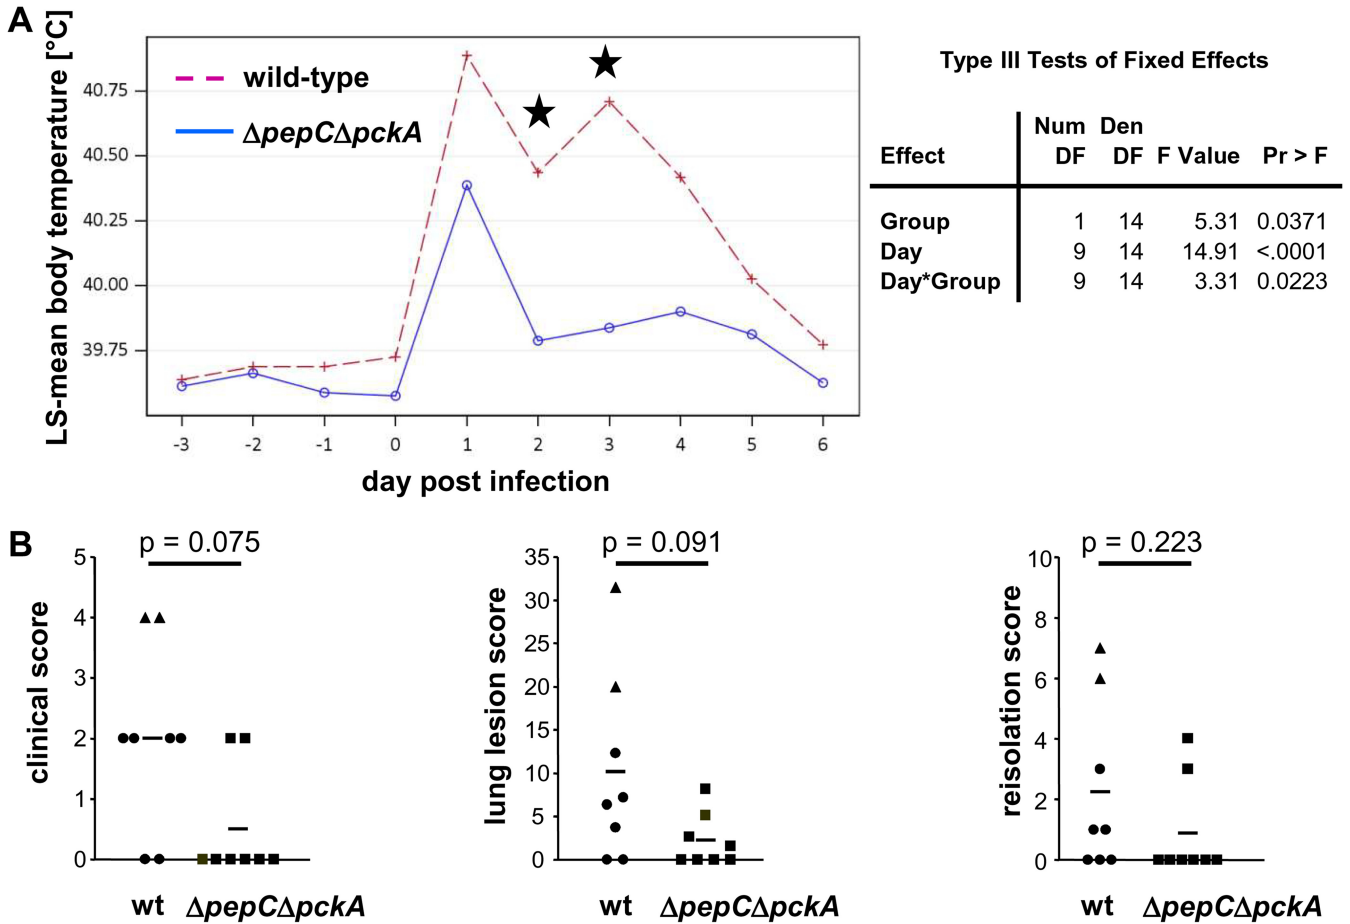 A
LS-mean body temperature [°C]
40.75
40.50
40.25
40.00
39.75
wild-type
ΔpepCΔpckA
-3 -2 -1 0 1 2 3 4 5 6
day post infection
Type III Tests of Fixed Effects
Num Den
Effect DF DF F Value Pr > F
Group 1 14 5.31 0.0371
Day 9 14 14.91 <.0001
Day*Group 9 14 3.31 0.0223
B
p = 0.075
clinical score
5
4
3
2
1
0
wt ΔpepCΔpckA
p = 0.091
lung lesion score
35
30
25
20
15
10
5
0
wt ΔpepCΔpckA
p = 0.223
reisolation score
10
8
6
4
2
0
wt ΔpepCΔpckA